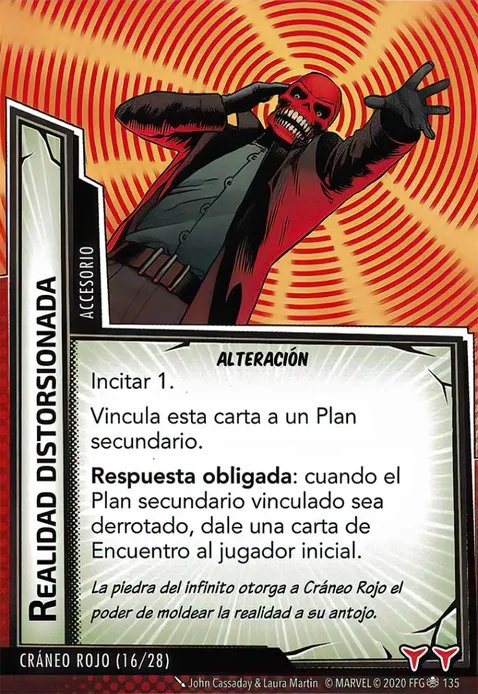 REALIDAD DISTORSIONADA
ACCESORIO
ALTERACIÓN
Incitar 1.
Vincula esta carta a un Plan
secundario.
Respuesta obligada: cuando el
Plan secundario vinculado sea
derrotado, dale una carta de
Encuentro al jugador inicial.
La piedra del infinito otorga a Cráneo Rojo el
poder de moldear la realidad a su antojo.
CRÁNEO ROJO (16/28)
John Cassaday & Laura Martin © MARVEL © 2020 FFG 135